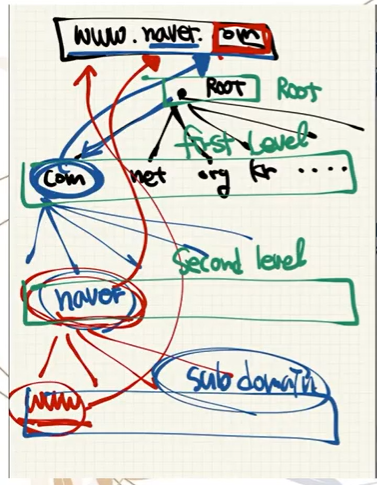 www.naver.com
Root Root
First Level
com net org kr ....
Second level
naver
sub domain
www